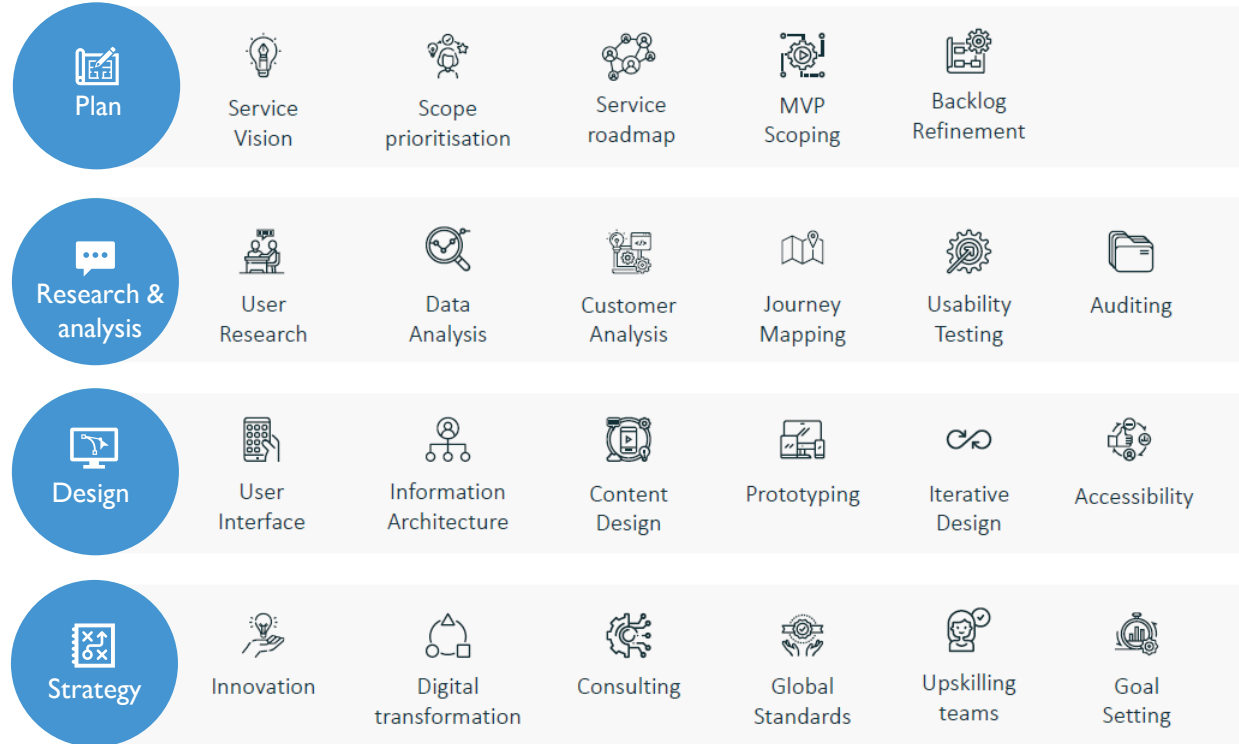 Plan
Service
Vision
Scope
prioritisation
Service
roadmap
MVP
Scoping
Backlog
Refinement
Research &
analysis
User
Research
Data
Analysis
Customer
Analysis
Journey
Mapping
Usability
Testing
Auditing
Design
User
Interface
Information
Architecture
Content
Design
Prototyping
Iterative
Design
Accessibility
Strategy
Innovation
Digital
transformation
Consulting
Global
Standards
Upskilling
teams
Goal
Setting